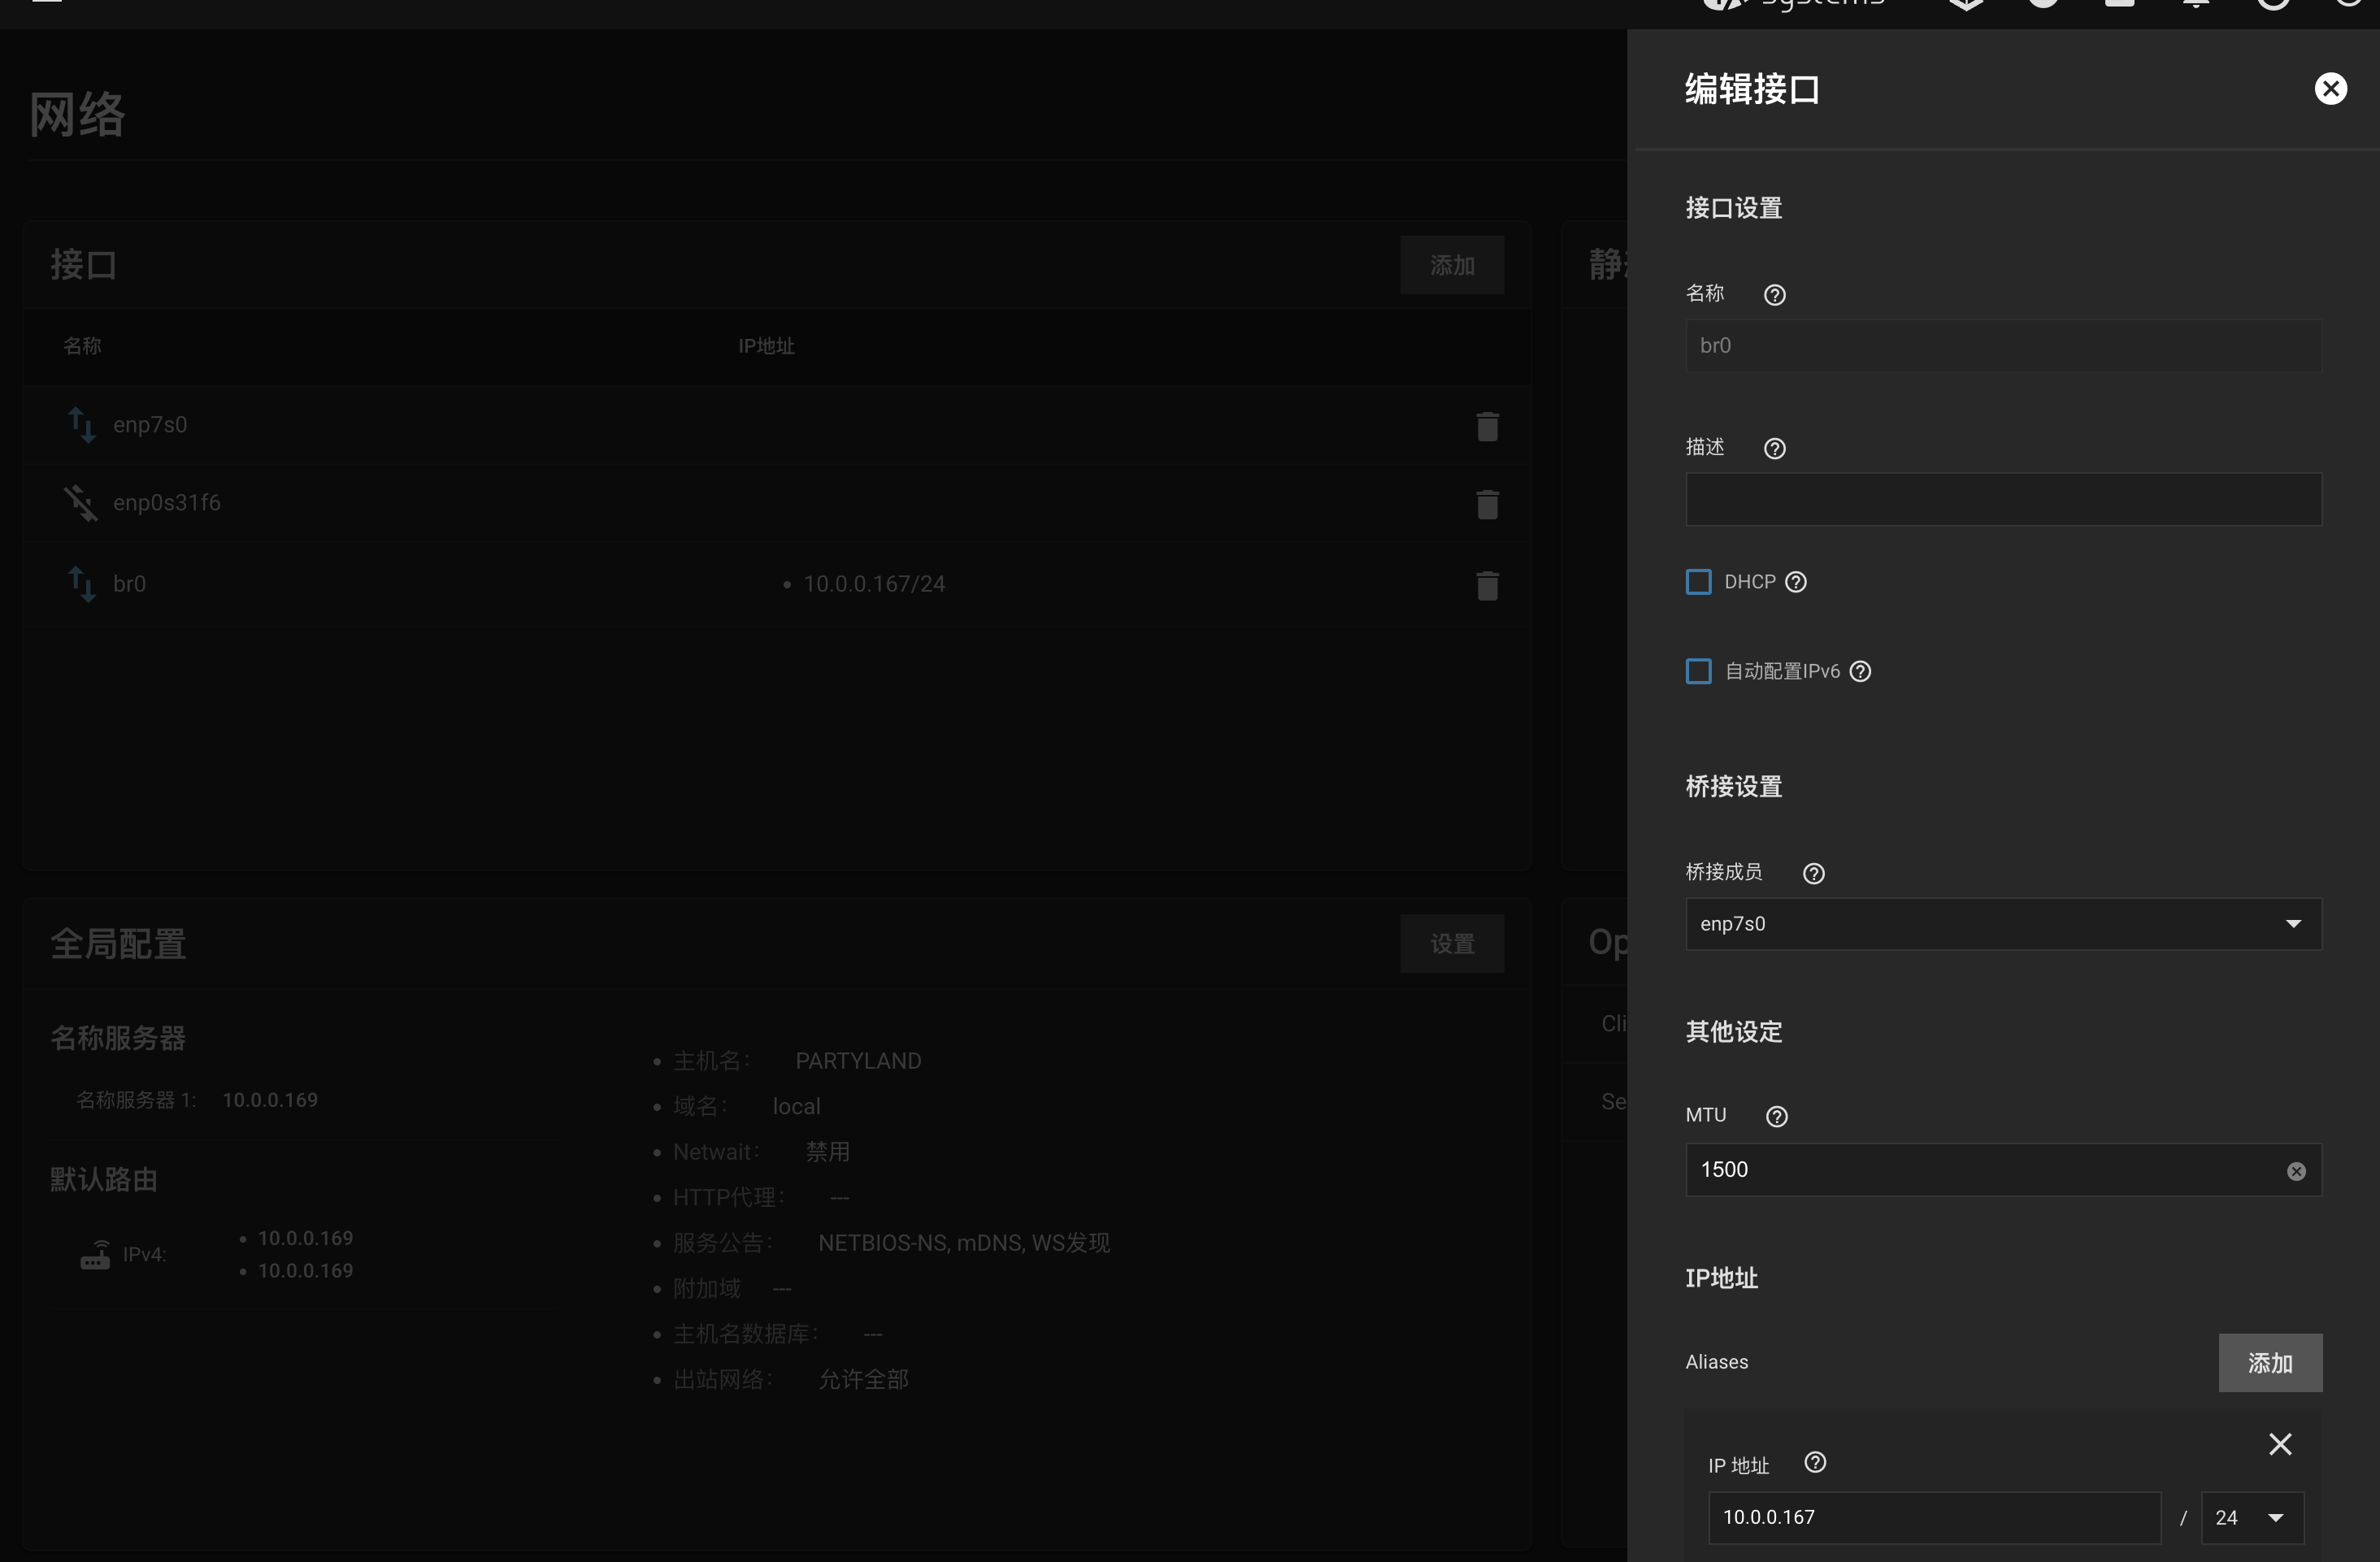 systems
网络
接口
添加
名称
IP地址
enp7s0
enp0s31f6
br0
10.0.0.167/24
全局配置
设置
名称服务器
名称服务器 1:
10.0.0.169
默认路由
IPv4:
10.0.0.169
10.0.0.169
主机名：
PARTYLAND
域名：
local
Netwait：
禁用
HTTP代理：
---
服务公告：
NETBIOS-NS, mDNS, WS发现
附加域
---
主机名数据库：
---
出站网络：
允许全部
静
Op
Cli
Se
编辑接口
接口设置
名称
br0
描述
DHCP
自动配置IPv6
桥接设置
桥接成员
enp7s0
其他设定
MTU
1500
IP地址
Aliases
添加
IP 地址
10.0.0.167
/
24